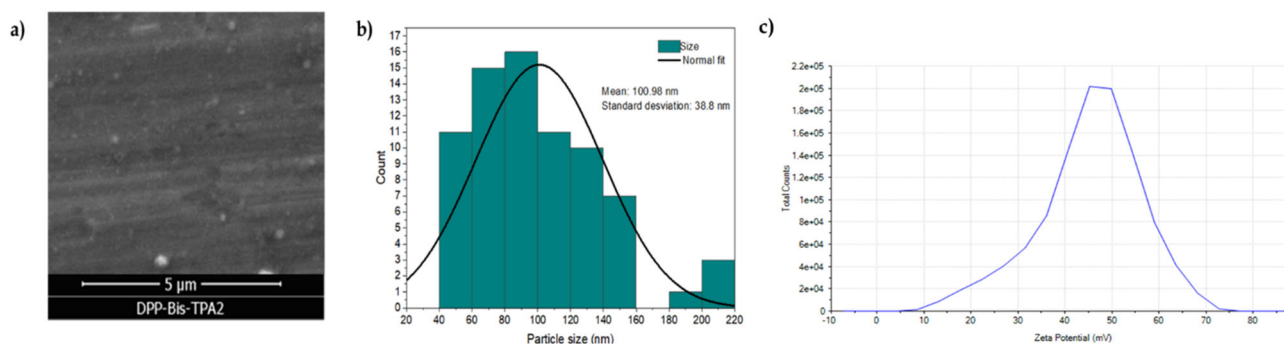 a)
5 µm
DPP-Bis-TPA2
b)
Count
17
16
15
14
13
12
11
10
9
8
7
6
5
4
3
2
1
0
Size
Normal fit
Mean: 100.98 nm
Standard desviation: 38.8 nm
20 40 60 80 100 120 140 160 180 200 220
Particle size (nm)
c)
Total Counts
2.2e+05
2e+05
1.8e+05
1.6e+05
1.4e+05
1.2e+05
1e+05
8e+04
6e+04
4e+04
2e+04
0
-10 0 10 20 30 40 50 60 70 80
Zeta Potential (mV)